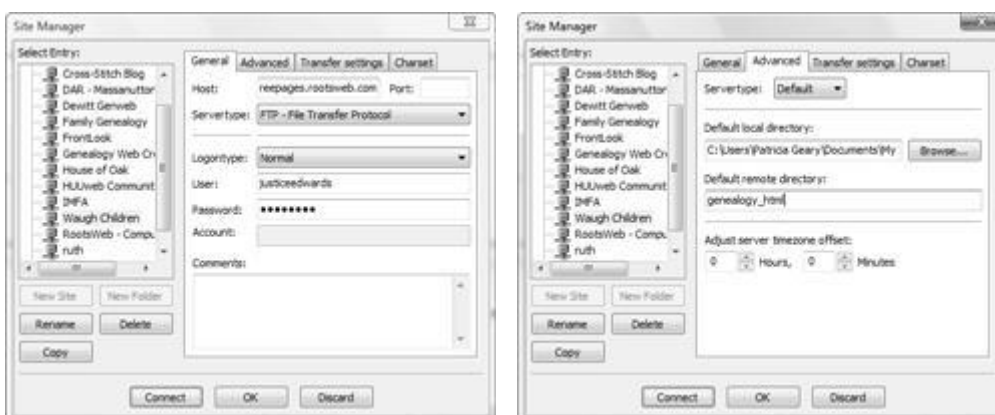 Site Manager
Select Entry:
Cross-Stitch Blog
DAR - Massanutton
Dewitt Genweb
Family Genealogy
FrontLook
Genealogy Web Cr
House of Oak
HUUweb Communit
IMFA
Waugh Children
RootsWeb - Compu
ruth
New Site New Folder
Rename Delete
Copy
General Advanced Transfer settings Charset
Host: reepages.rootsweb.com Port:
Servertype: FTP - File Transfer Protocol
Logontype: Normal
User: justiceedwards
Password: ••••••••
Account:
Comments:
Connect OK Discard
Site Manager
Select Entry:
Cross-Stitch Blog
DAR - Massanutton
Dewitt Genweb
Family Genealogy
FrontLook
Genealogy Web Cr
House of Oak
HUUweb Communit
IMFA
Waugh Children
RootsWeb - Compu
ruth
New Site New Folder
Rename Delete
Copy
General Advanced Transfer settings Charset
Servertype: Default
Default local directory:
C:\Users\Patricia Geary\Documents\My Browse...
Default remote directory:
genealogy_html
Adjust server timezone offset:
0 Hours, 0 Minutes
Connect OK Discard